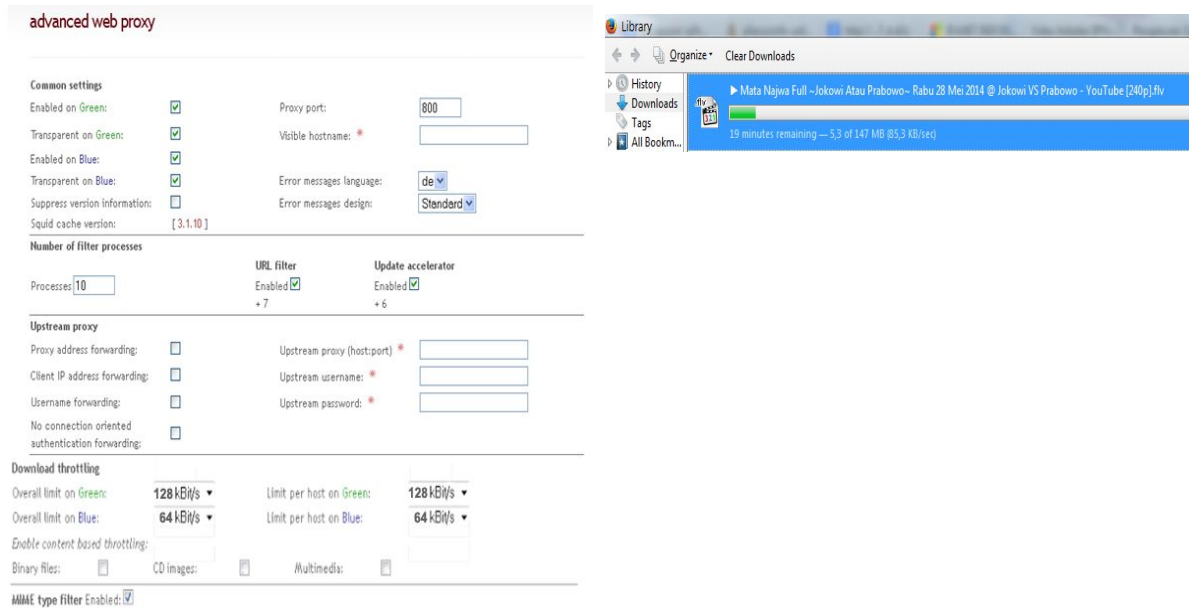 advanced web proxy
Common settings
Enabled on Green:
Proxy port: 800
Transparent on Green:
Visible hostname: *
Enabled on Blue:
Transparent on Blue:
Error messages language: de
Suppress version information:
Error messages design: Standard
Squid cache version: [ 3.1.10 ]
Number of filter processes
URL filter Update accelerator
Processes 10 Enabled Enabled
+ 7 + 6
Upstream proxy
Proxy address forwarding: Upstream proxy (host:port) *
Client IP address forwarding: Upstream username: *
Username forwarding: Upstream password: *
No connection oriented
authentication forwarding:
Download throttling
Overall limit on Green: 128 kBit/s Limit per host on Green: 128 kBit/s
Overall limit on Blue: 64 kBit/s Limit per host on Blue: 64 kBit/s
Enable content based throttling:
Binary files: CD images: Multimedia:
MIME type filter Enabled:
Library
Organize Clear Downloads
History
Downloads
Tags
All Bookm...
flv
321
Mata Najwa Full ~Jokowi Atau Prabowo~ Rabu 28 Mei 2014 @ Jokowi VS Prabowo - YouTube [240p].flv
19 minutes remaining — 5,3 of 147 MB (85,3 KB/sec)